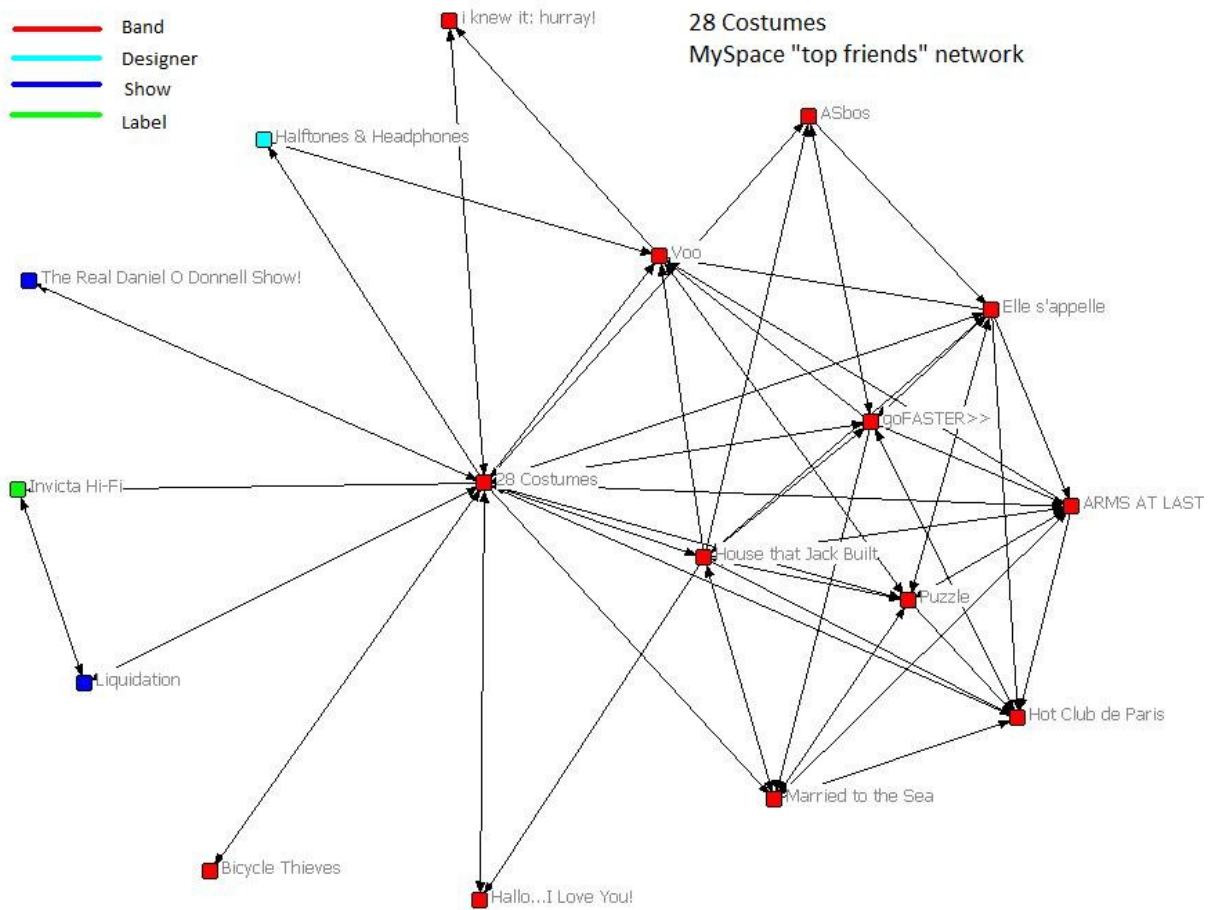 Band
Designer
Show
Label
28 Costumes
MySpace "top friends" network
i knew it: hurray!
ASbos
Halftones & Headphones
Voo
The Real Daniel O Donnell Show!
Elle s'appelle
goFASTER>>
28 Costumes
Invicta Hi-Fi
ARMS AT LAST
House that Jack Built
Puzzle
Liquidation
Hot Club de Paris
Married to the Sea
Bicycle Thieves
Hallo...I Love You!